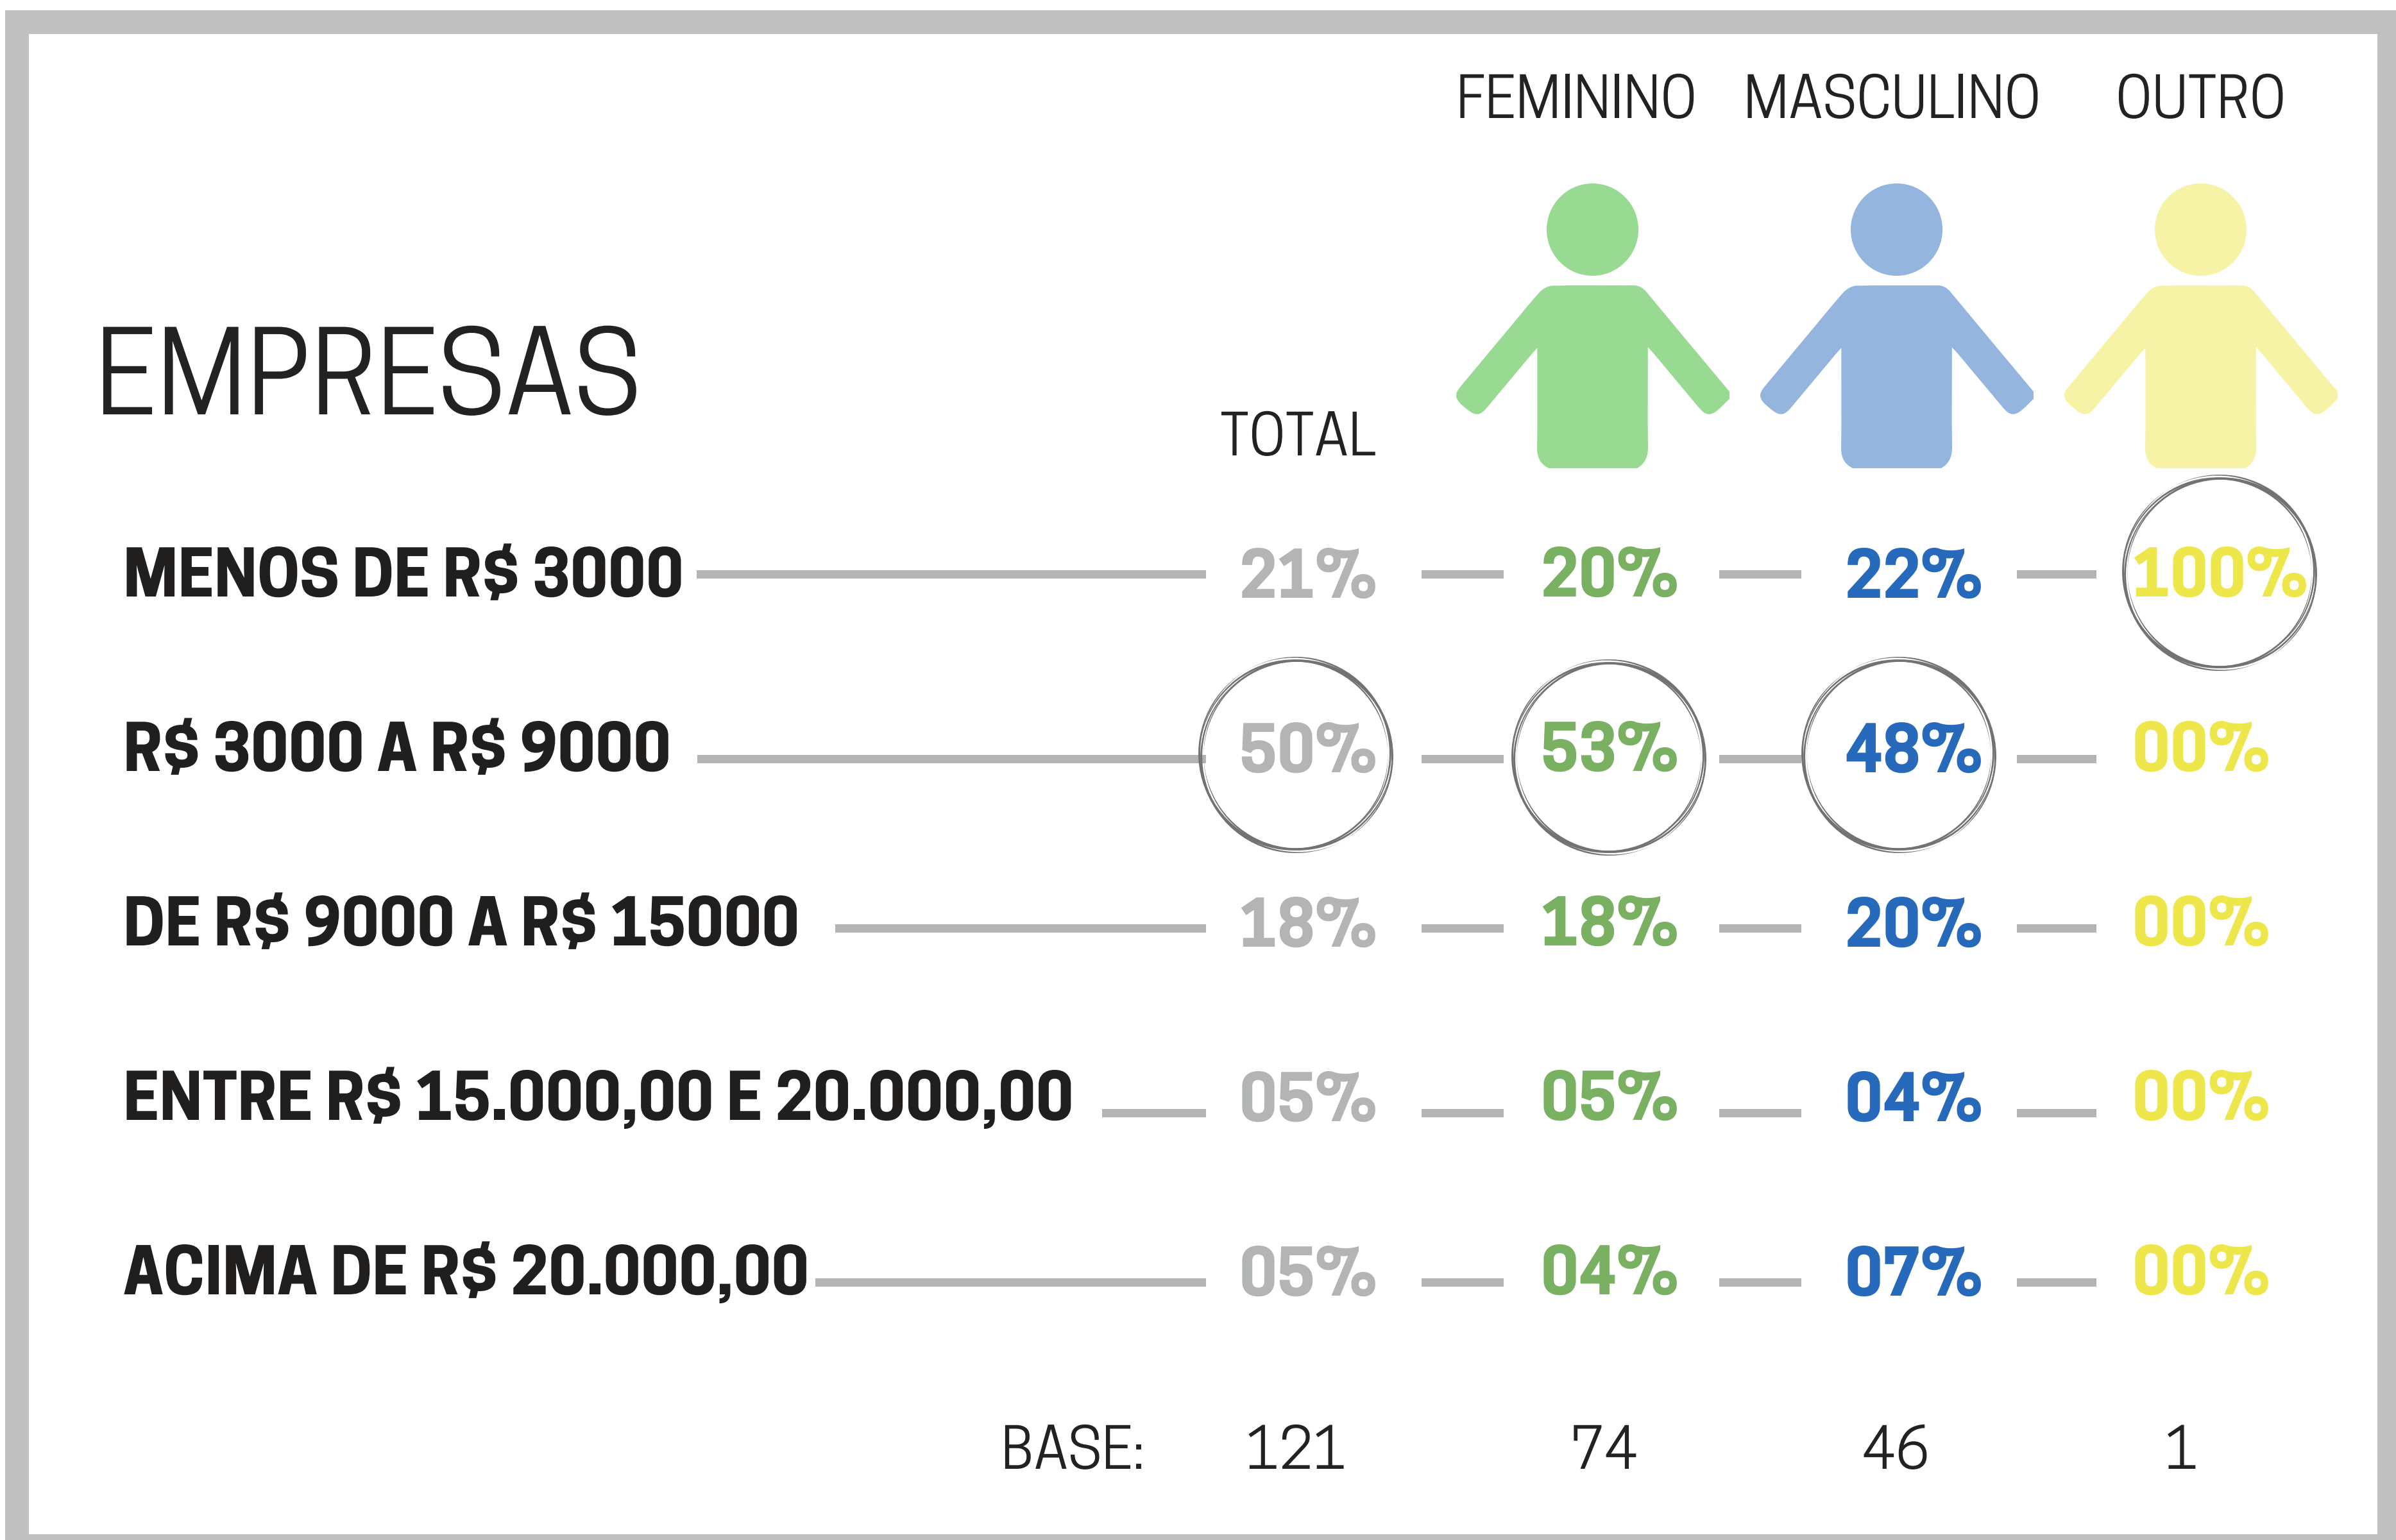 FEMININO MASCULINO OUTRO
EMPRESAS
TOTAL
MENOS DE R$ 3000 21% 20% 22% 100%
R$ 3000 A R$ 9000 50% 53% 48% 00%
DE R$ 9000 A R$ 15000 18% 18% 20% 00%
ENTRE R$ 15.000,00 E 20.000,00 05% 05% 04% 00%
ACIMA DE R$ 20.000,00 05% 04% 07% 00%
BASE: 121 74 46 1